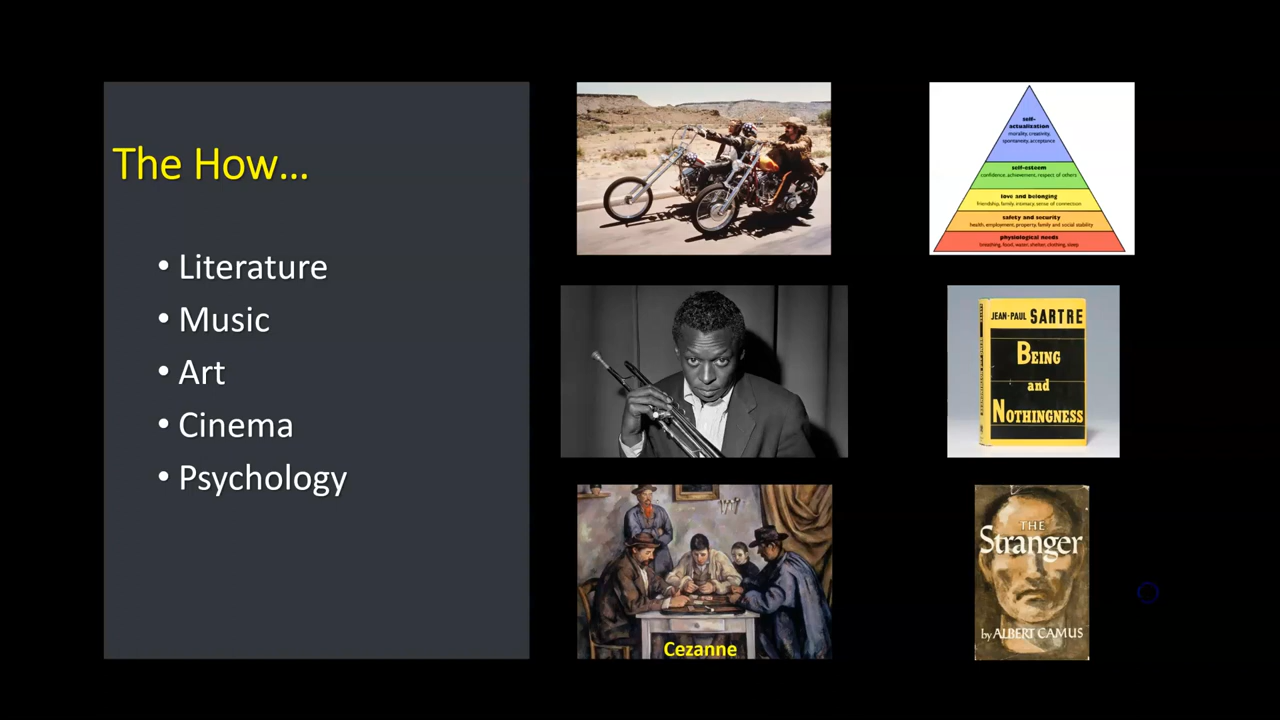 The How...
• Literature
• Music
• Art
• Cinema
• Psychology
self-
actualization
morality, creativity,
spontaneity, acceptance
self-esteem
confidence, achievement, respect of others
love and belonging
friendship, family, intimacy, sense of connection
safety and security
health, employment, property, family and social stability
physiological needs
breathing, food, water, shelter, clothing, sleep
JEAN-PAUL SARTRE
BEING
and
NOTHINGNESS
Cezanne
THE
Stranger
by ALBERT CAMUS